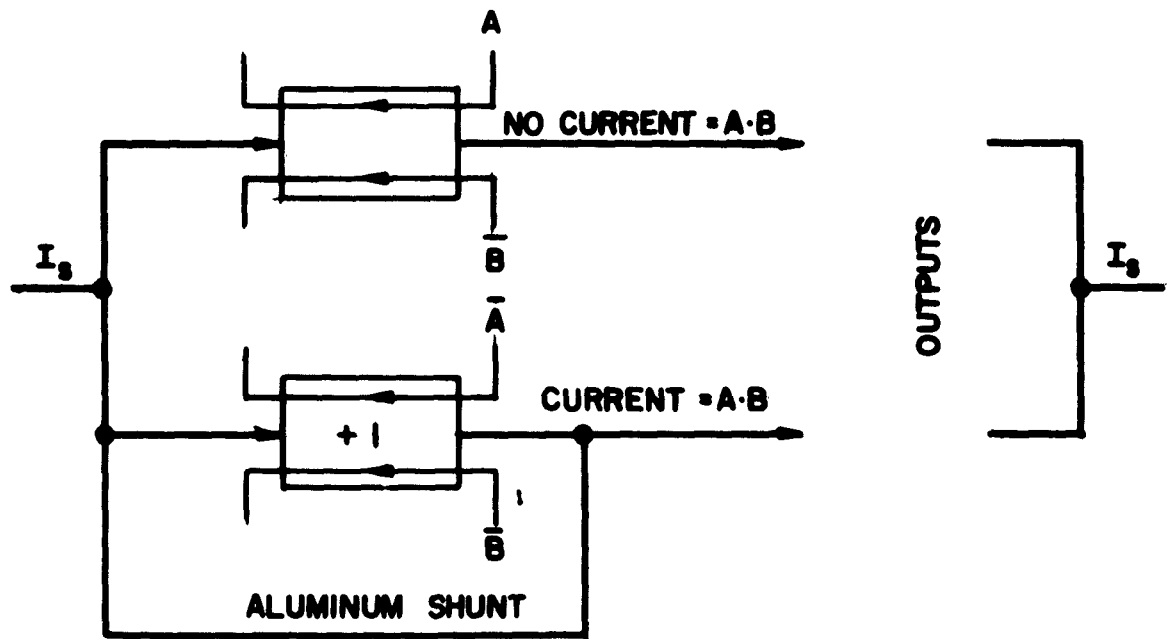 A
NO CURRENT = A·B
B̅
I_s
I_s
OUTPUTS
A̅
CURRENT = A·B
+ 1
B̅
ALUMINUM SHUNT